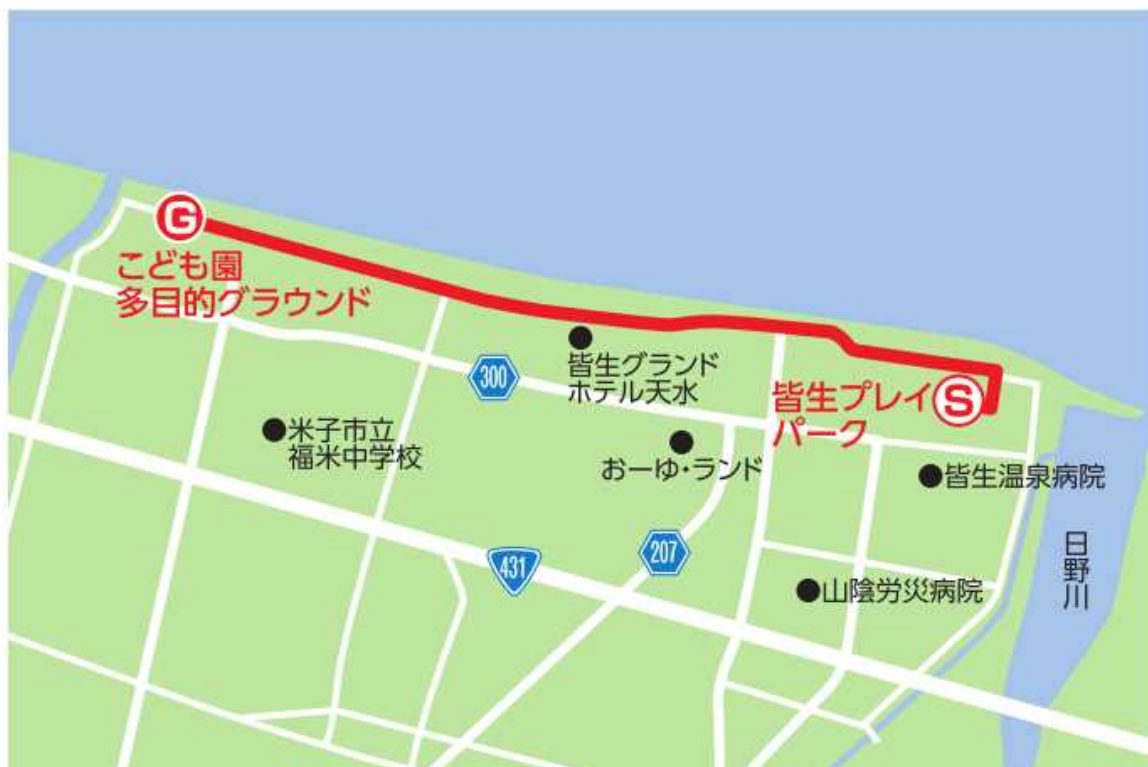 G
こども園
多目的グラウンド
皆生グランド
ホテル天水
300
皆生プレイ
パーク
S
米子市立
福米中学校
おーゆ・ランド
皆生温泉病院
431
207
山陰労災病院
日野川